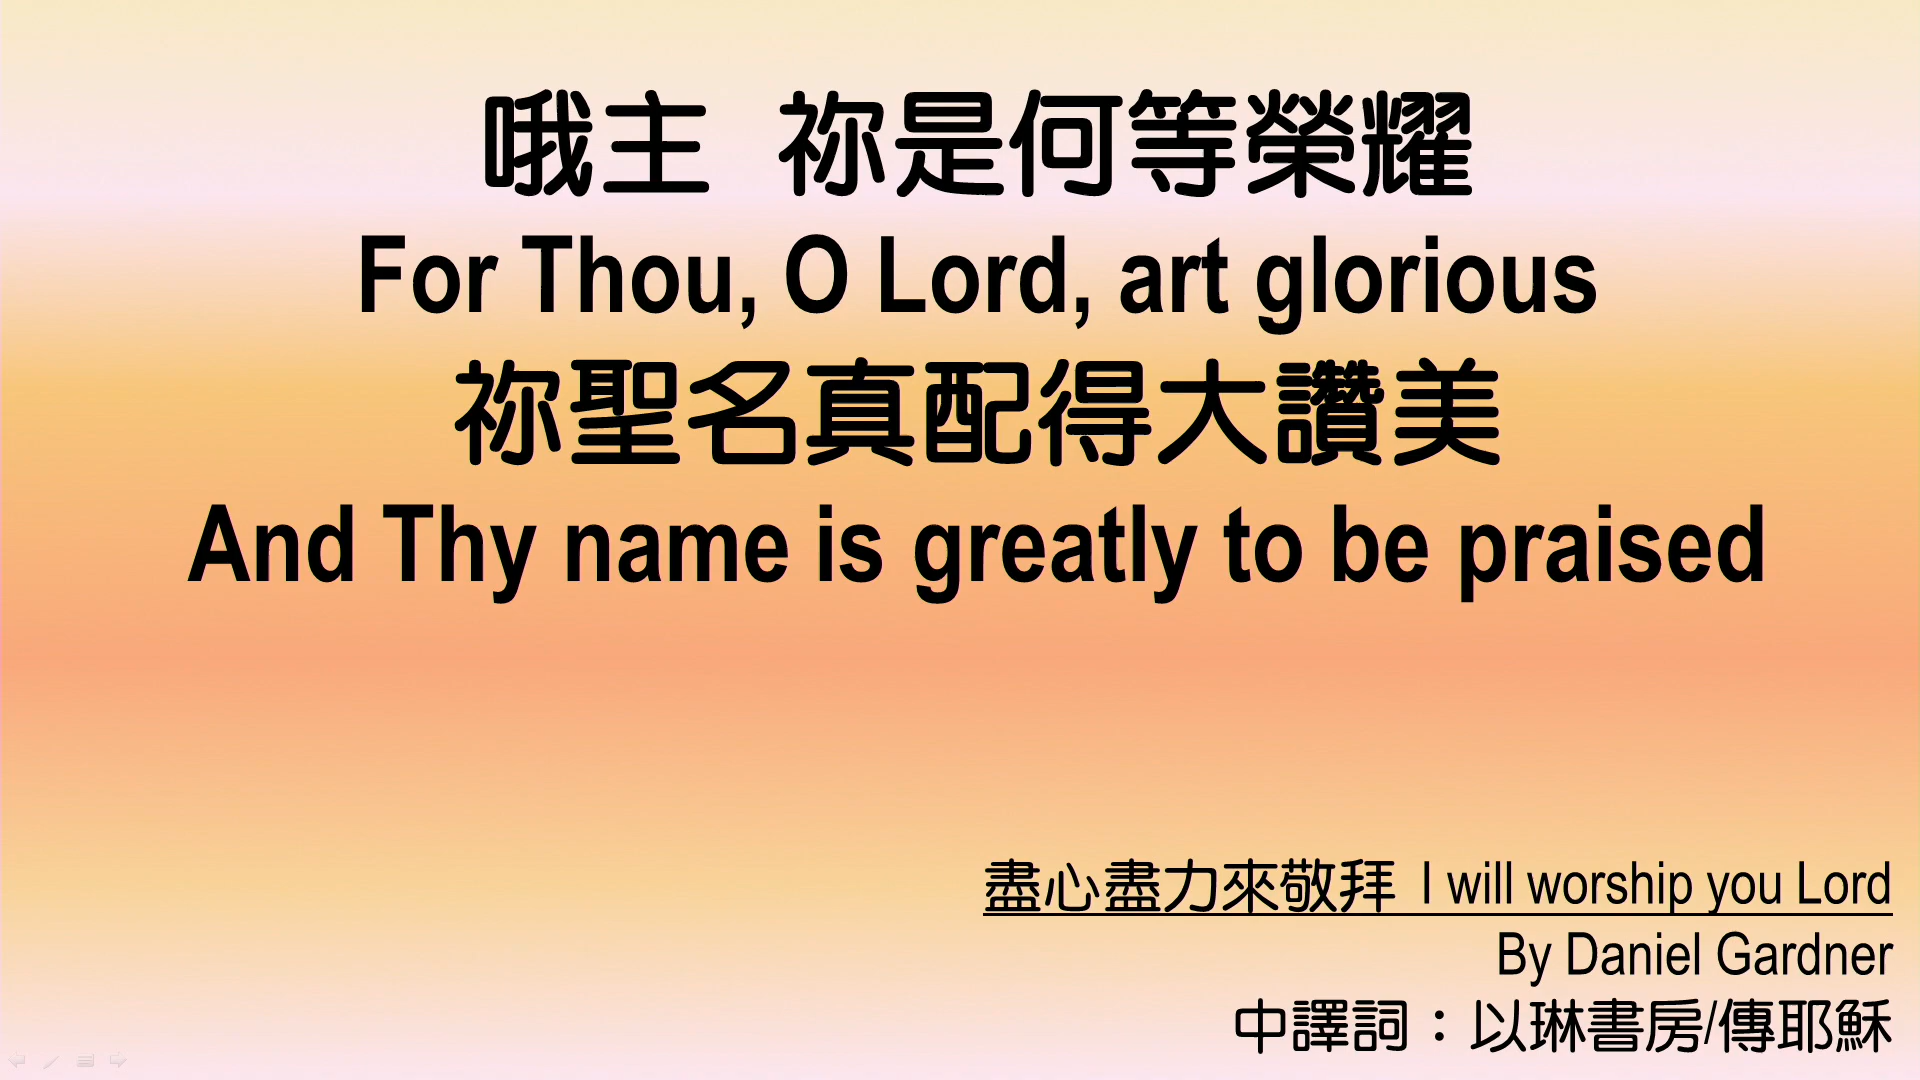 哦主 祢是何等榮耀
For Thou, O Lord, art glorious
祢聖名真配得大讚美
And Thy name is greatly to be praised
盡心盡力來敬拜 I will worship you Lord
By Daniel Gardner
中譯詞：以琳書房/傳耶穌